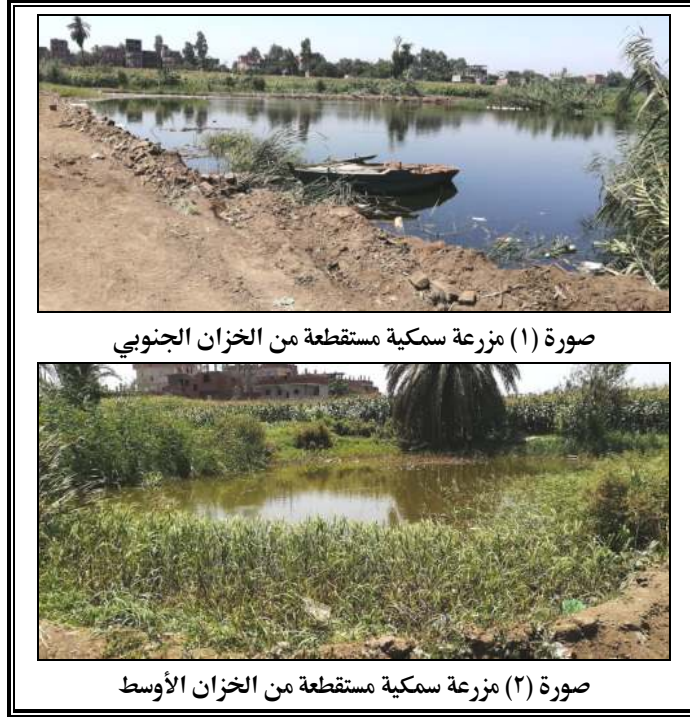 صورة (١) مزرعة سمكية مستقطعة من الخزان الجنوبي
صورة (٢) مزرعة سمكية مستقطعة من الخزان الأوسط